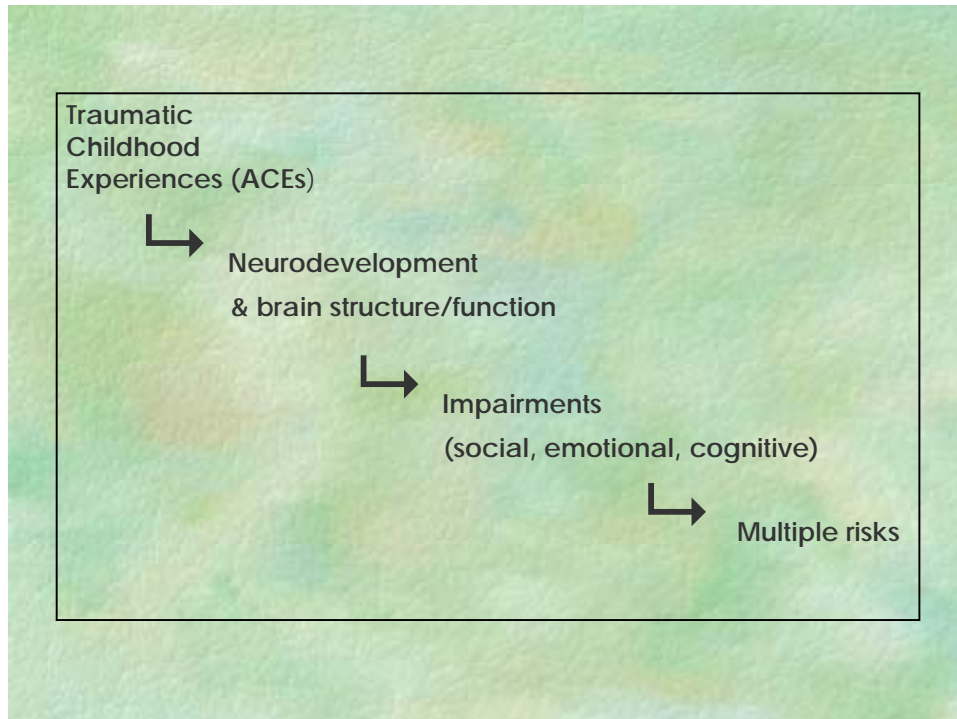 Traumatic
Childhood
Experiences (ACEs)
Neurodevelopment
& brain structure/function
Impairments
(social, emotional, cognitive)
Multiple risks